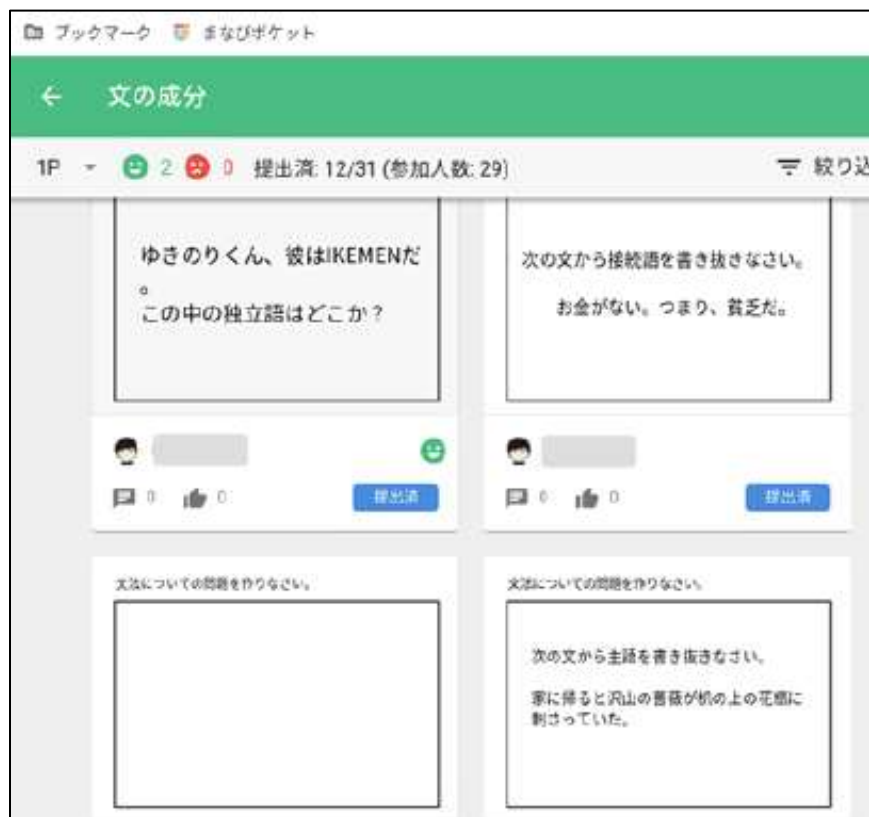 ブックマーク まなびポケット
← 文の成分
1P 2 0 提出済: 12/31 (参加人数: 29) 絞り込
ゆきのりくん、彼はIKEMENだ
。
この中の独立語はどこか？
次の文から接続語を書き抜きなさい。
お金がない。つまり、貧乏だ。
0 0 提出済
0 0 提出済
文法についての問題を作りなさい。
文法についての問題を作りなさい。
次の文から主語を書き抜きなさい。
家に帰ると沢山の薔薇が机の上の花瓶に
刺さっていた。